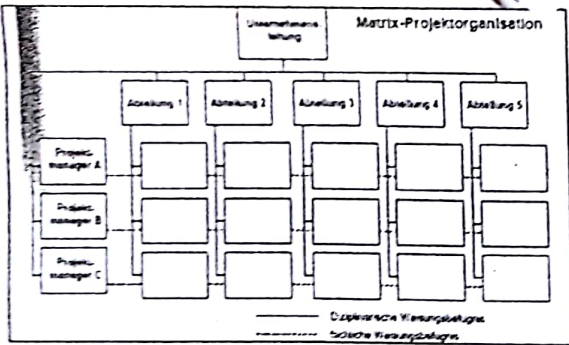 Matrix-Projektorganisation
Unternehmens-
leitung
Abteilung 1
Abteilung 2
Abteilung 3
Abteilung 4
Abteilung 5
Projekt-
manager A
Projekt-
manager B
Projekt-
manager C
Disziplinarische Weisungsbefugnis
fachliche Weisungsbefugnis